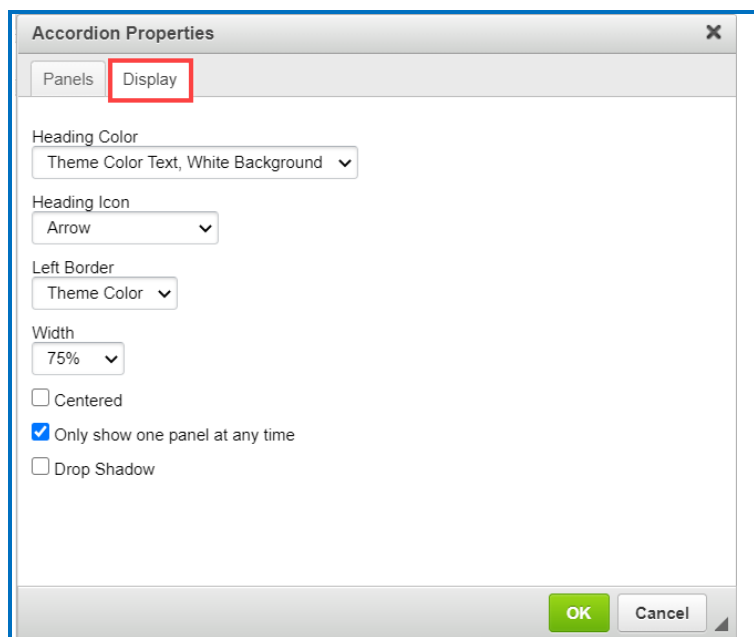 Accordion Properties
Panels Display
Heading Color
Theme Color Text, White Background
Heading Icon
Arrow
Left Border
Theme Color
Width
75%
Centered
Only show one panel at any time
Drop Shadow
OK Cancel